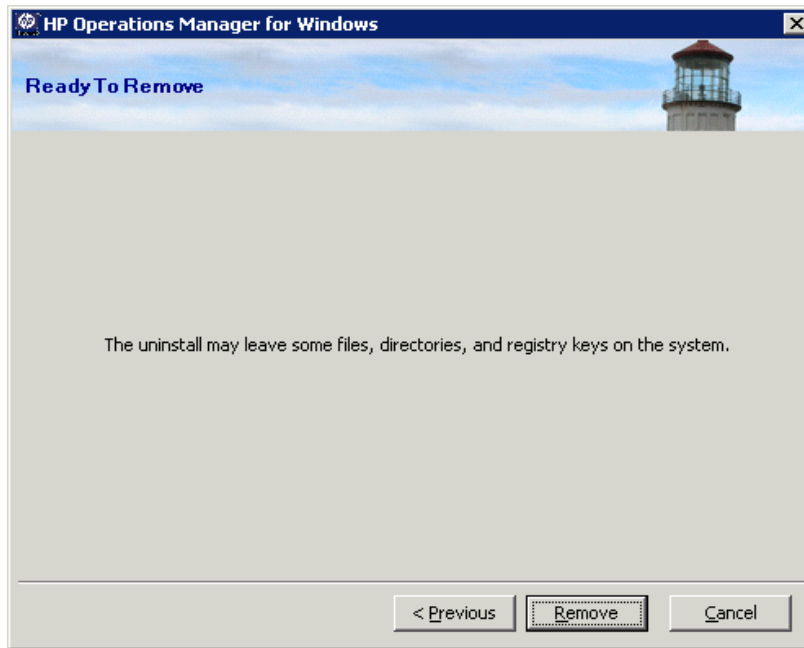 HP Operations Manager for Windows
Ready To Remove
The uninstall may leave some files, directories, and registry keys on the system.
< Previous Remove Cancel